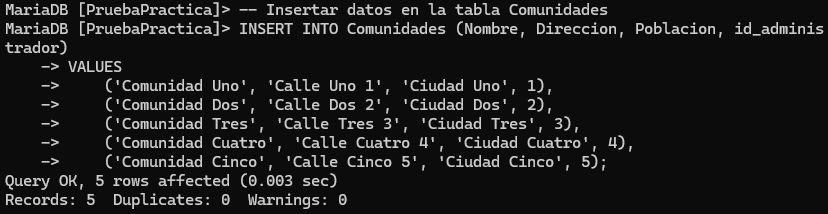 MariaDB [PruebaPractica]> -- Insertar datos en la tabla Comunidades
MariaDB [PruebaPractica]> INSERT INTO Comunidades (Nombre, Direccion, Poblacion, id_adminis
trador)
    -> VALUES
    ->     ('Comunidad Uno', 'Calle Uno 1', 'Ciudad Uno', 1),
    ->     ('Comunidad Dos', 'Calle Dos 2', 'Ciudad Dos', 2),
    ->     ('Comunidad Tres', 'Calle Tres 3', 'Ciudad Tres', 3),
    ->     ('Comunidad Cuatro', 'Calle Cuatro 4', 'Ciudad Cuatro', 4),
    ->     ('Comunidad Cinco', 'Calle Cinco 5', 'Ciudad Cinco', 5);
Query OK, 5 rows affected (0.003 sec)
Records: 5  Duplicates: 0  Warnings: 0